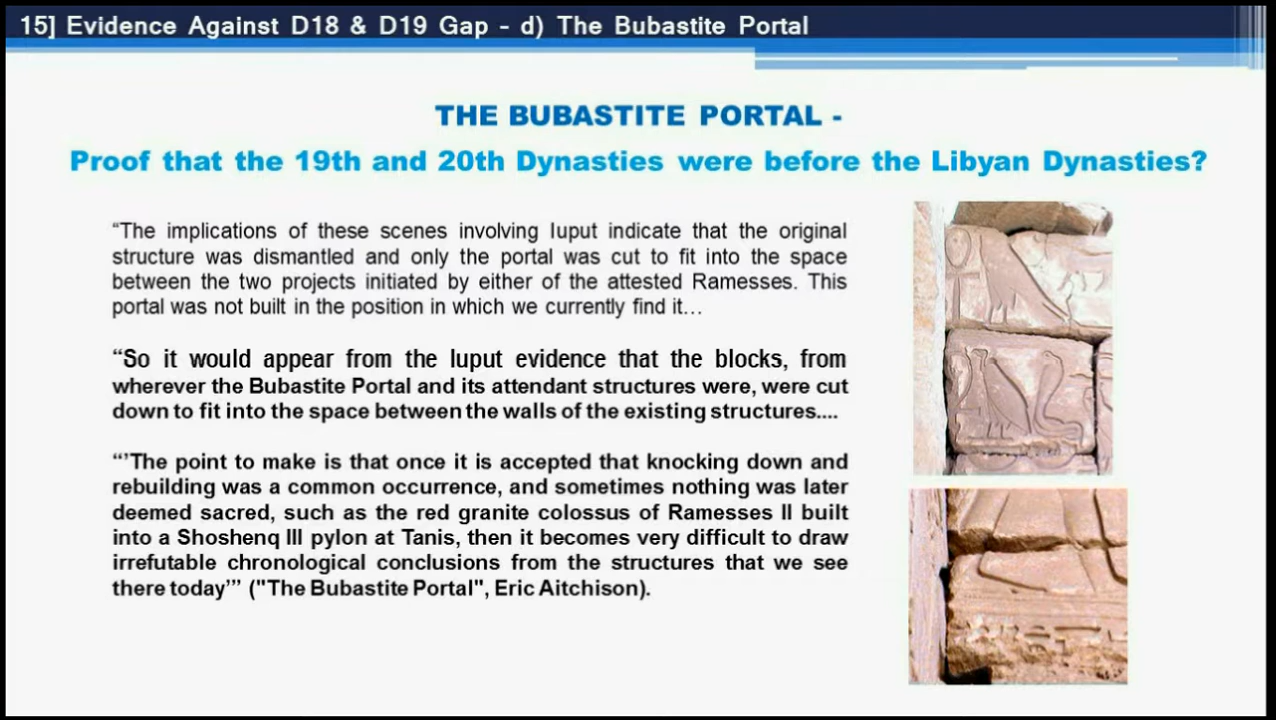 15] Evidence Against D18 & D19 Gap - d) The Bubastite Portal
THE BUBASTITE PORTAL -
Proof that the 19th and 20th Dynasties were before the Libyan Dynasties?
“The implications of these scenes involving Iuput indicate that the original
structure was dismantled and only the portal was cut to fit into the space
between the two projects initiated by either of the attested Ramesses. This
portal was not built in the position in which we currently find it…
“So it would appear from the Iuput evidence that the blocks, from
wherever the Bubastite Portal and its attendant structures were, were cut
down to fit into the space between the walls of the existing structures....
“’The point to make is that once it is accepted that knocking down and
rebuilding was a common occurrence, and sometimes nothing was later
deemed sacred, such as the red granite colossus of Ramesses II built
into a Shoshenq III pylon at Tanis, then it becomes very difficult to draw
irrefutable chronological conclusions from the structures that we see
there today’” ("The Bubastite Portal", Eric Aitchison).